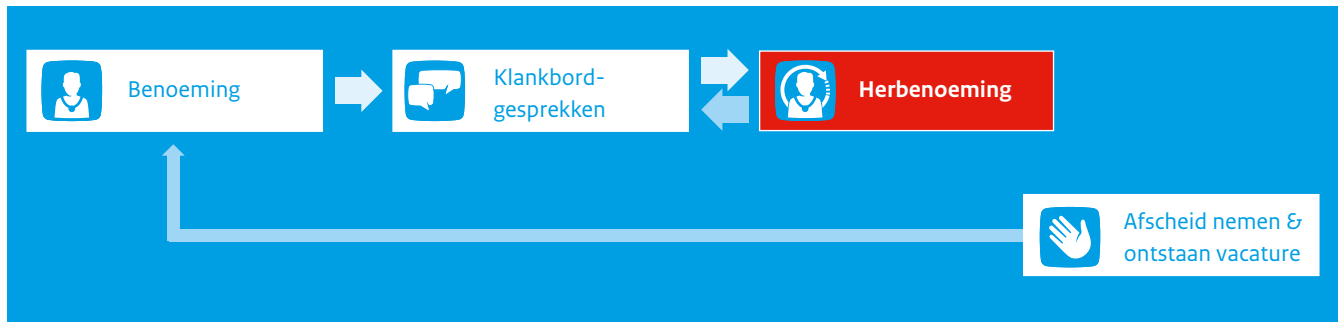 Benoeming
Klankbord-
gesprekken
Herbenoeming
Afscheid nemen &
ontstaan vacature